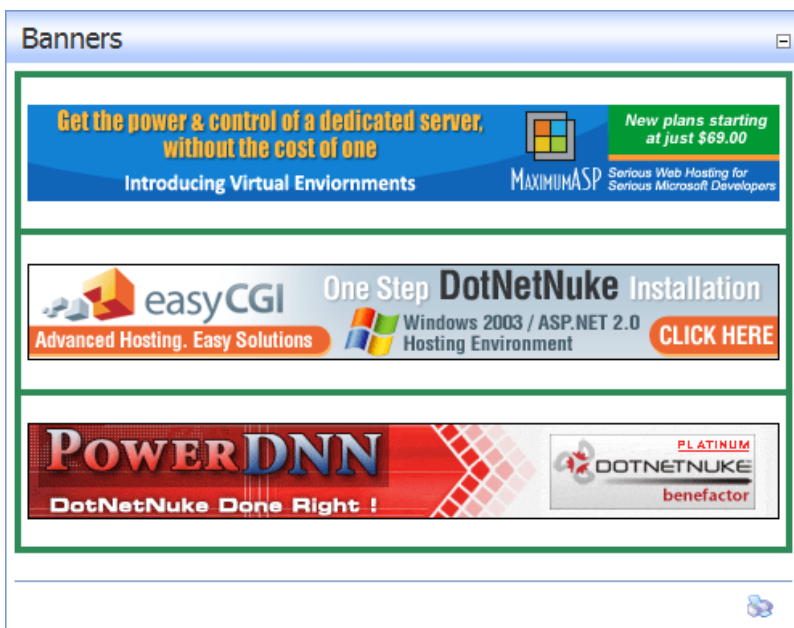 Banners
Get the power & control of a dedicated server,
without the cost of one
Introducing Virtual Enviornments
MAXIMUMASP
New plans starting
at just $69.00
Serious Web Hosting for
Serious Microsoft Developers
easyCGI
Advanced Hosting. Easy Solutions
One Step DotNetNuke Installation
Windows 2003 / ASP.NET 2.0
Hosting Environment
CLICK HERE
POWERDNN
DotNetNuke Done Right !
PLATINUM
DOTNETNUKE
benefactor